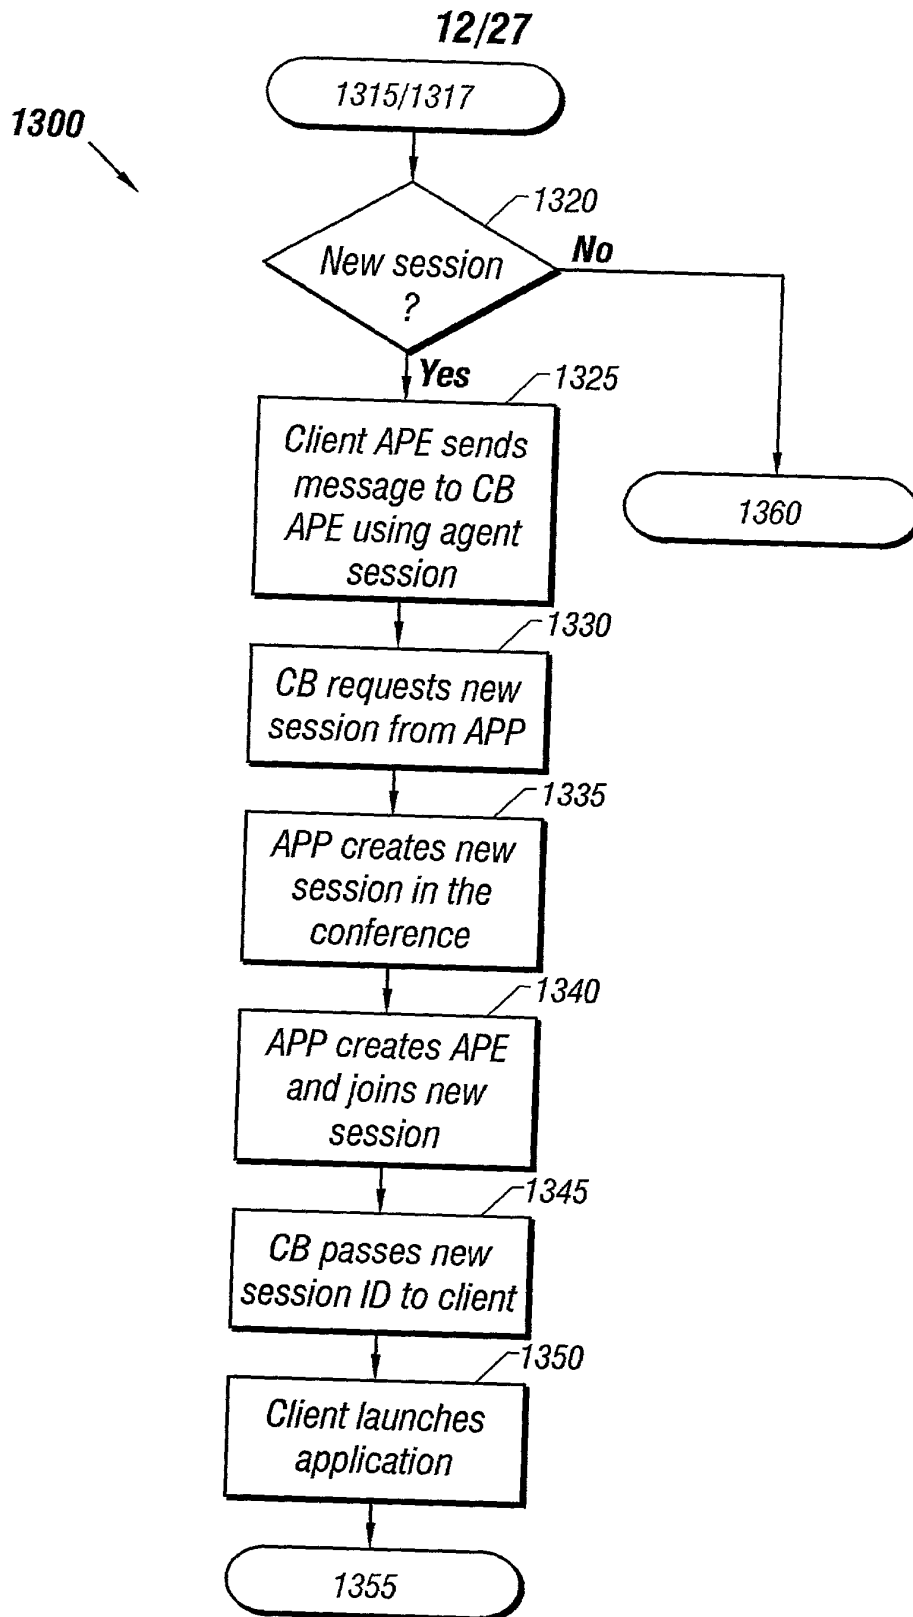 12/27
1315/1317
1300
1320
New session
?
No
Yes
1325
Client APE sends
message to CB
APE using agent
session
1360
1330
CB requests new
session from APP
1335
APP creates new
session in the
conference
1340
APP creates APE
and joins new
session
1345
CB passes new
session ID to client
1350
Client launches
application
1355